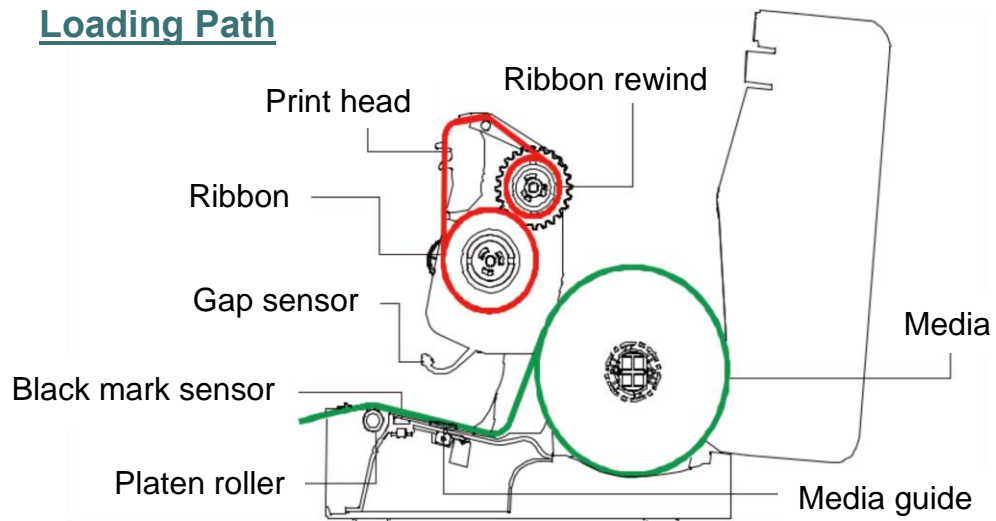 Loading Path
Print head
Ribbon rewind
Ribbon
Gap sensor
Media
Black mark sensor
Platen roller
Media guide